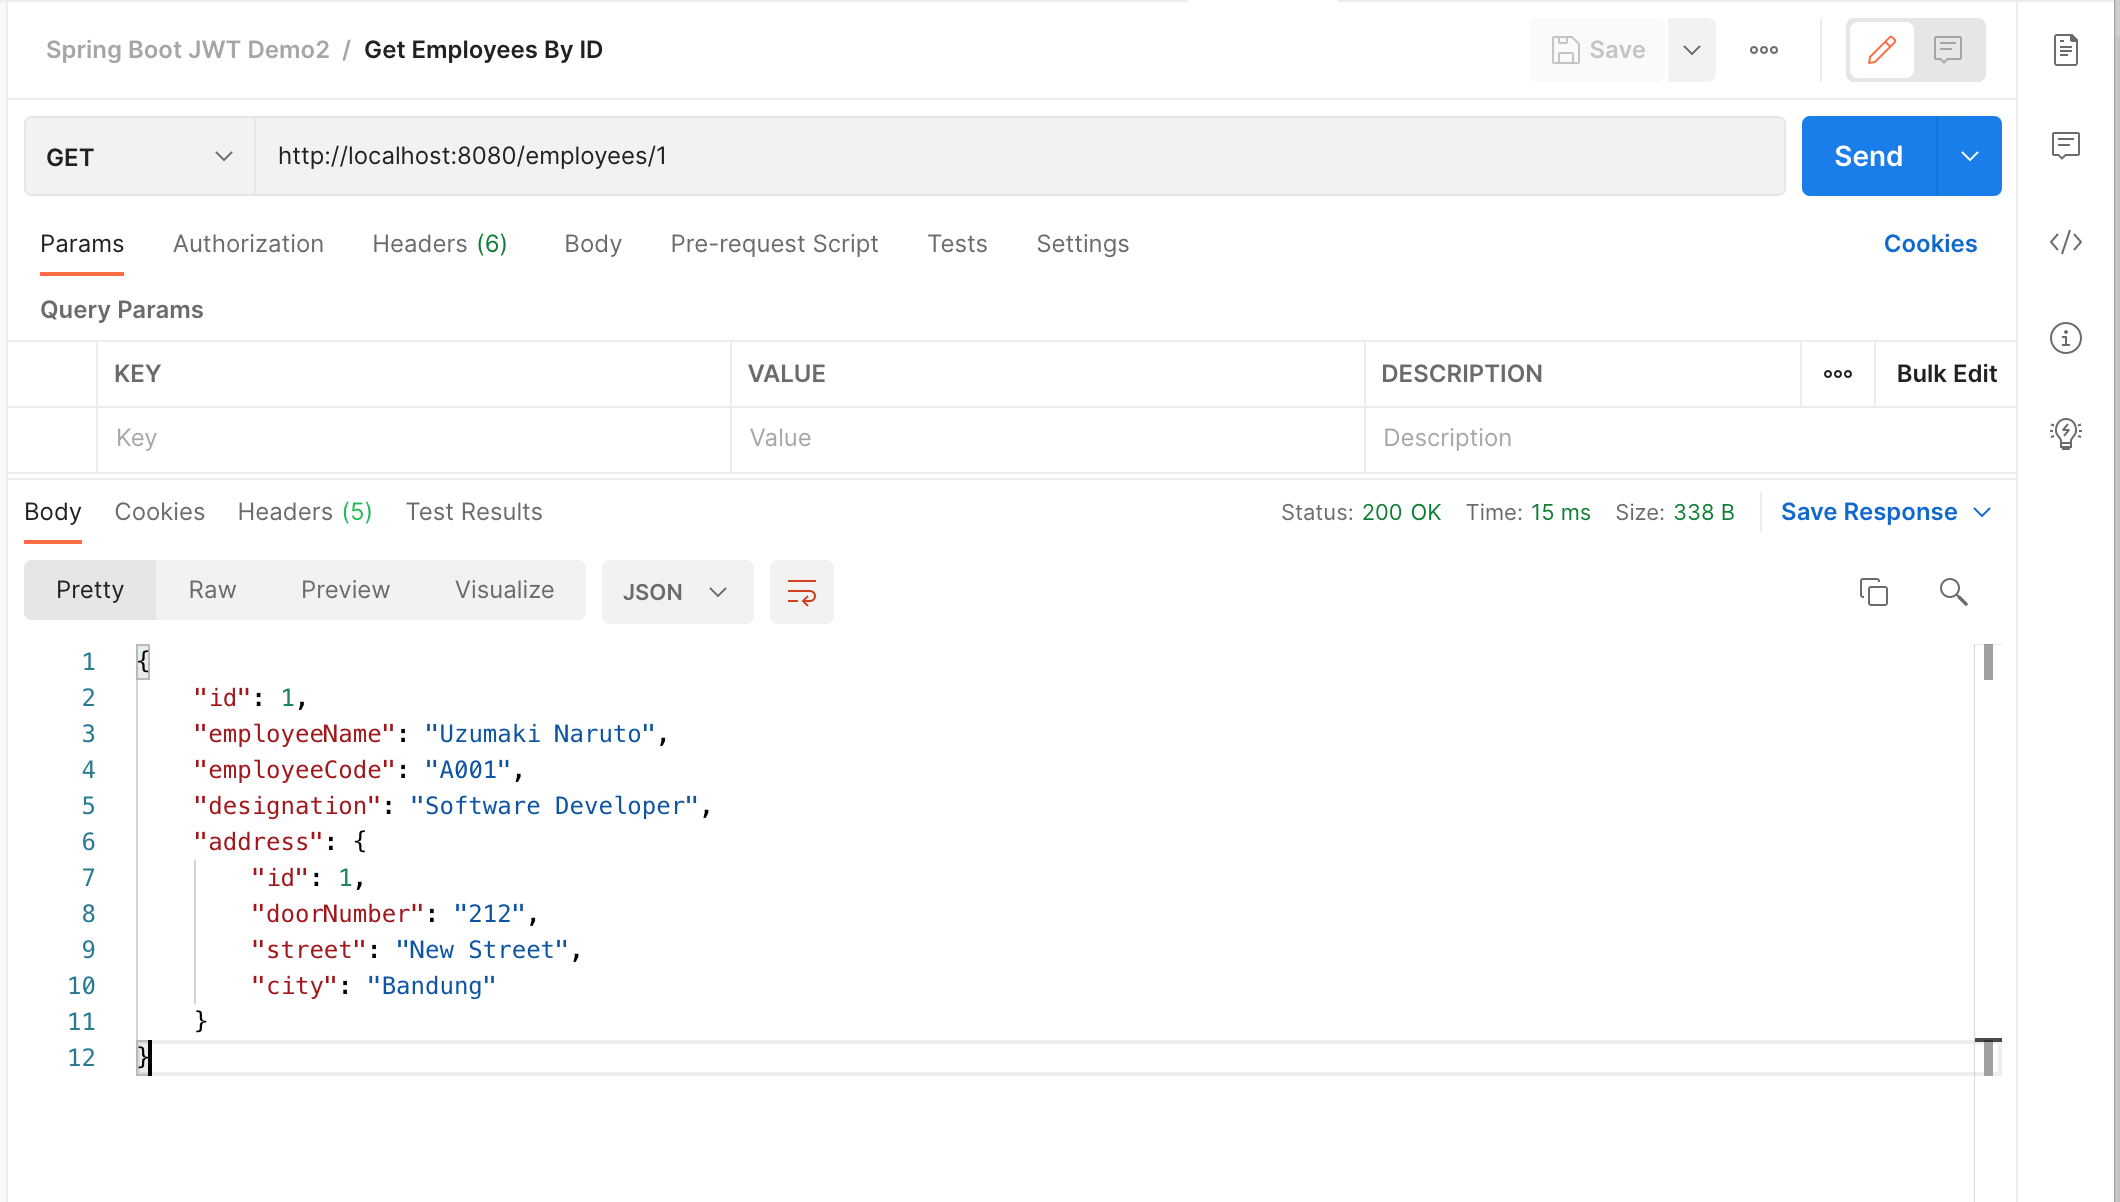 Spring Boot JWT Demo2 / Get Employees By ID
Save
GET
http://localhost:8080/employees/1
Send
Params Authorization Headers (6) Body Pre-request Script Tests Settings Cookies
Query Params
KEY VALUE DESCRIPTION Bulk Edit
Key Value Description
Body Cookies Headers (5) Test Results Status: 200 OK Time: 15 ms Size: 338 B Save Response
Pretty Raw Preview Visualize JSON
1 {
2 "id": 1,
3 "employeeName": "Uzumaki Naruto",
4 "employeeCode": "A001",
5 "designation": "Software Developer",
6 "address": {
7 "id": 1,
8 "doorNumber": "212",
9 "street": "New Street",
10 "city": "Bandung"
11 }
12 }